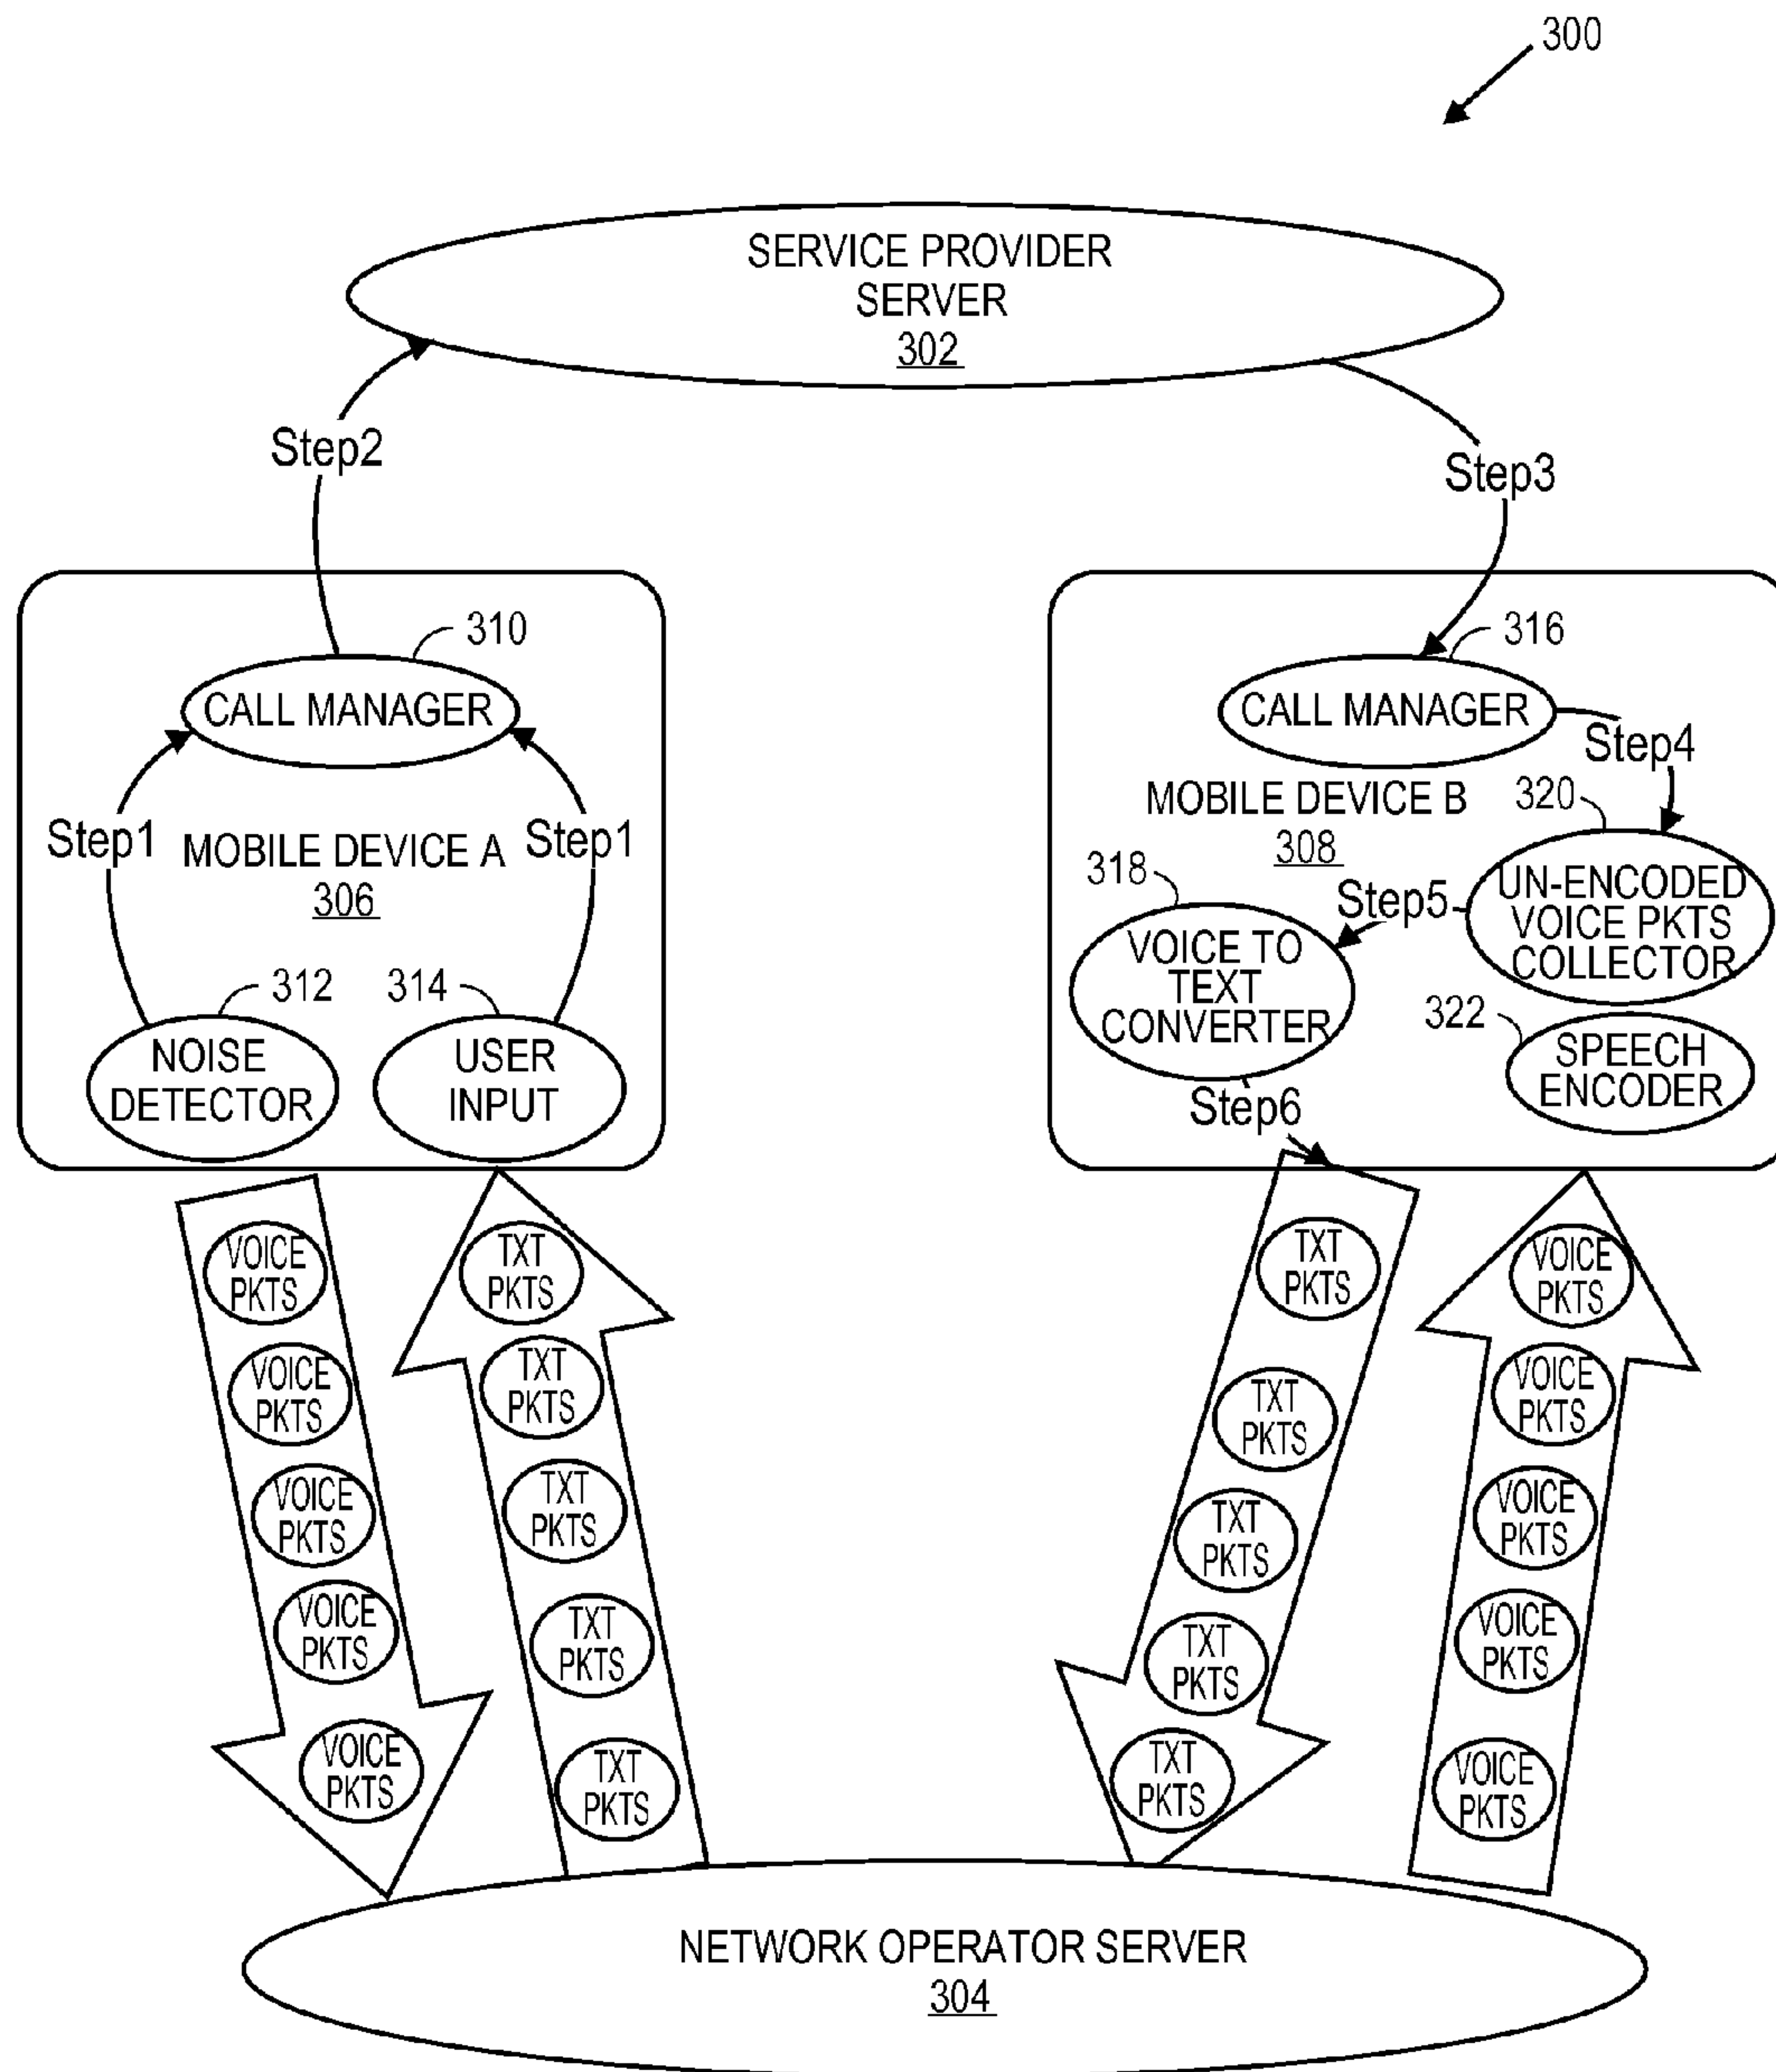 300
SERVICE PROVIDER
SERVER
302
Step2
Step3
310
CALL MANAGER
Step1
MOBILE DEVICE A
306
Step1
312
NOISE
DETECTOR
314
USER
INPUT
316
CALL MANAGER
Step4
MOBILE DEVICE B
308
320
UN-ENCODED
VOICE PKTS
COLLECTOR
Step5
318
VOICE TO
TEXT
CONVERTER
322
SPEECH
ENCODER
Step6
VOICE
PKTS
VOICE
PKTS
VOICE
PKTS
VOICE
PKTS
VOICE
PKTS
TXT
PKTS
TXT
PKTS
TXT
PKTS
TXT
PKTS
TXT
PKTS
TXT
PKTS
TXT
PKTS
TXT
PKTS
TXT
PKTS
TXT
PKTS
VOICE
PKTS
VOICE
PKTS
VOICE
PKTS
VOICE
PKTS
VOICE
PKTS
NETWORK OPERATOR SERVER
304